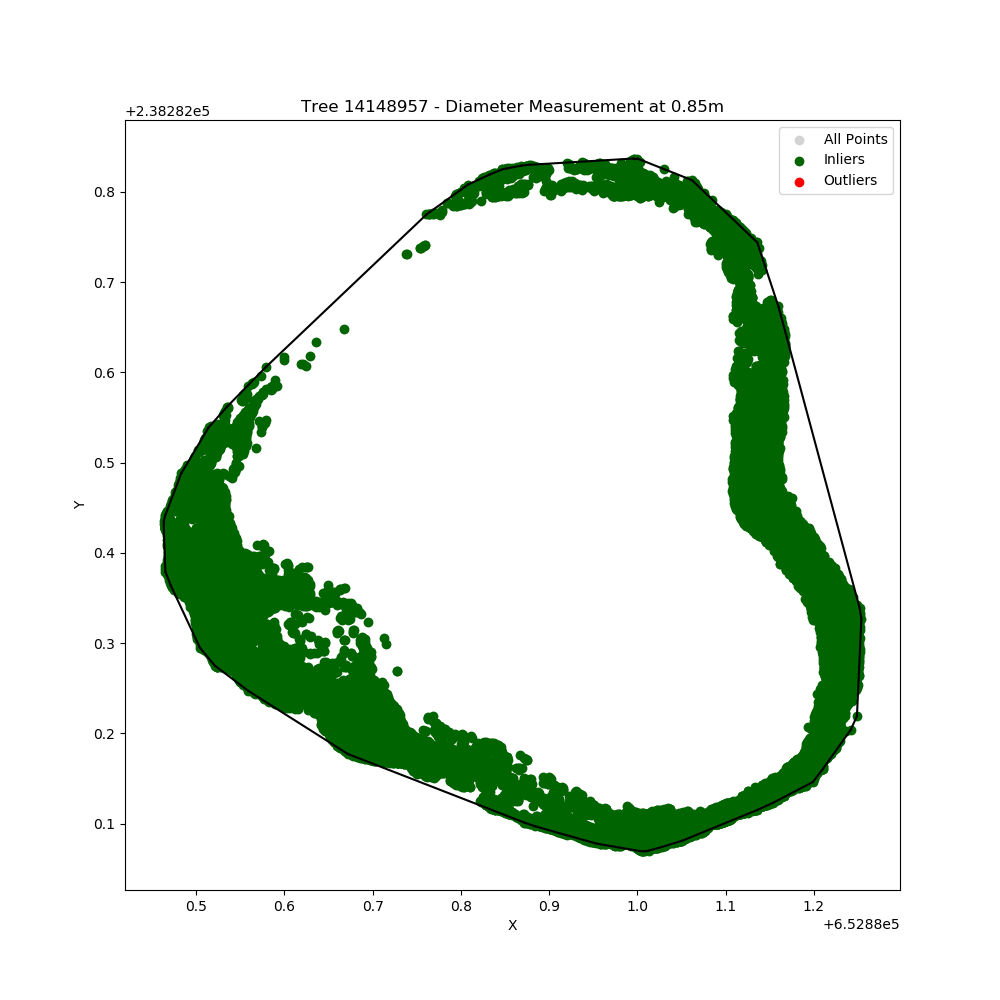 Tree 14148957 - Diameter Measurement at 0.85m
+2.38282e5
All Points
Inliers
Outliers
0.8
0.7
0.6
0.5
0.4
0.3
0.2
0.1
Y
0.5 0.6 0.7 0.8 0.9 1.0 1.1 1.2
X
+6.5288e5